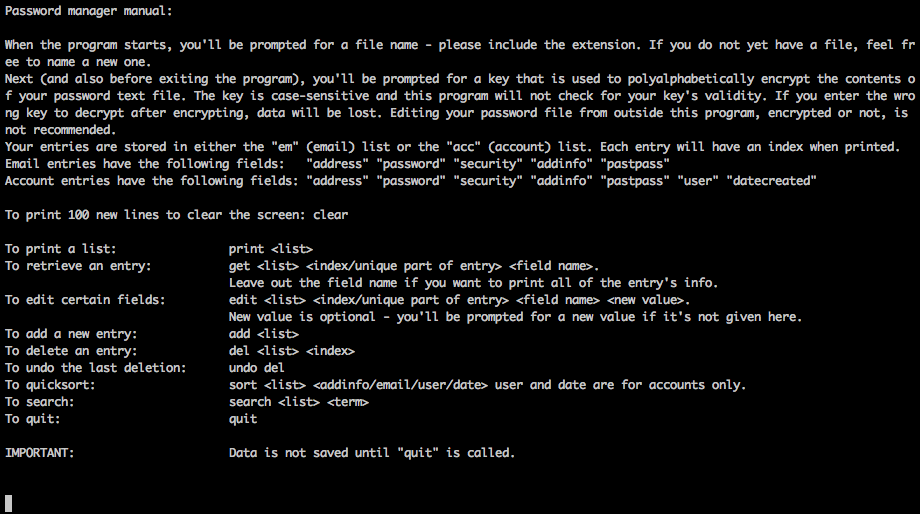 Password manager manual:
When the program starts, you'll be prompted for a file name - please include the extension. If you do not yet have a file, feel fr
ee to name a new one.
Next (and also before exiting the program), you'll be prompted for a key that is used to polyalphabetically encrypt the contents o
f your password text file. The key is case-sensitive and this program will not check for your key's validity. If you enter the wro
ng key to decrypt after encrypting, data will be lost. Editing your password file from outside this program, encrypted or not, is
not recommended.
Your entries are stored in either the "em" (email) list or the "acc" (account) list. Each entry will have an index when printed.
Email entries have the following fields:   "address" "password" "security" "addinfo" "pastpass"
Account entries have the following fields: "address" "password" "security" "addinfo" "pastpass" "user" "datecreated"
To print 100 new lines to clear the screen: clear
To print a list:                print <list>
To retrieve an entry:           get <list> <index/unique part of entry> <field name>.
                                Leave out the field name if you want to print all of the entry's info.
To edit certain fields:         edit <list> <index/unique part of entry> <field name> <new value>.
                                New value is optional - you'll be prompted for a new value if it's not given here.
To add a new entry:             add <list>
To delete an entry:             del <list> <index>
To undo the last deletion:      undo del
To quicksort:                   sort <list> <addinfo/email/user/date> user and date are for accounts only.
To search:                      search <list> <term>
To quit:                        quit
IMPORTANT:                      Data is not saved until "quit" is called.